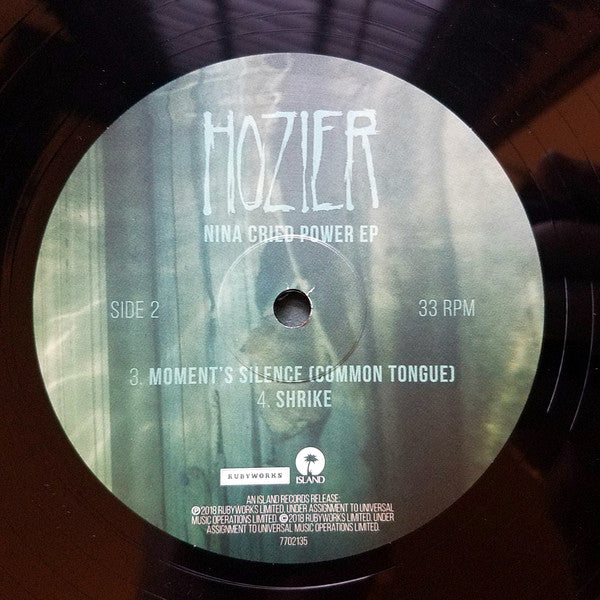 HOZIER
NINA CRIED POWER EP
SIDE 2
33 RPM
3. MOMENT'S SILENCE (COMMON TONGUE)
4. SHRIKE
RUBYWORKS
ISLAND
AN ISLAND RECORDS RELEASE:
℗2018 RUBYWORKS LIMITED. UNDER ASSIGNMENT TO UNIVERSAL
MUSIC OPERATIONS LIMITED. ©2018 RUBYWORKS LIMITED. UNDER
ASSIGNMENT TO UNIVERSAL MUSIC OPERATIONS LIMITED.
7702135